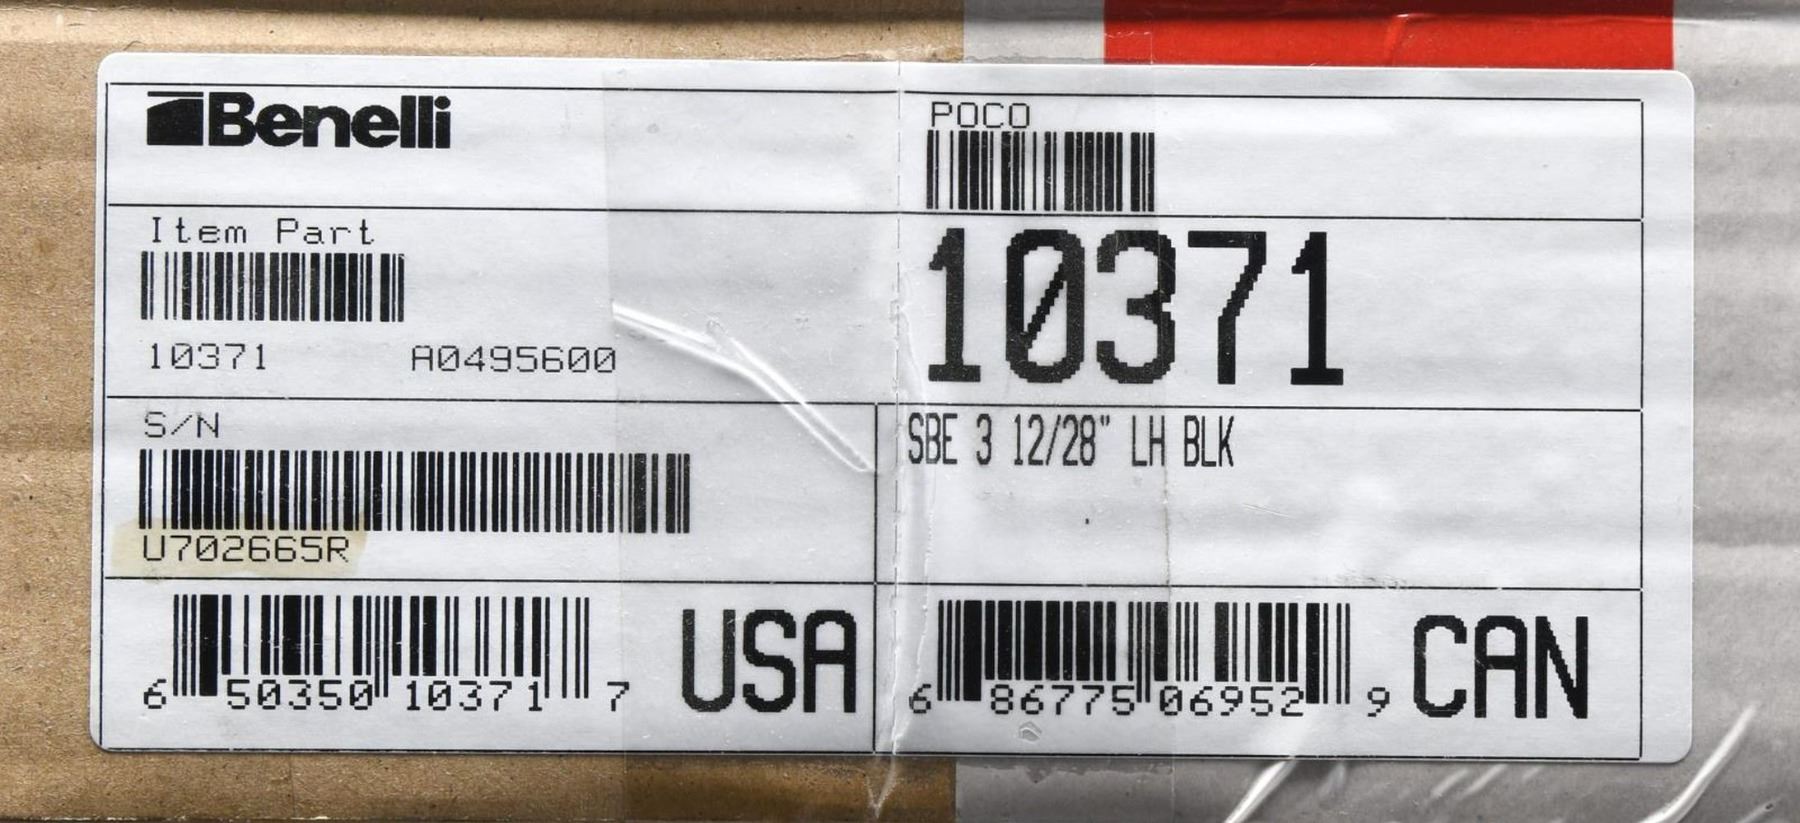 Benelli
POCO
Item Part
10371 A0495600
10371
S/N
U702665R
SBE 3 12/28" LH BLK
6 50350 10371 7 USA
6 86775 06952 9 CAN